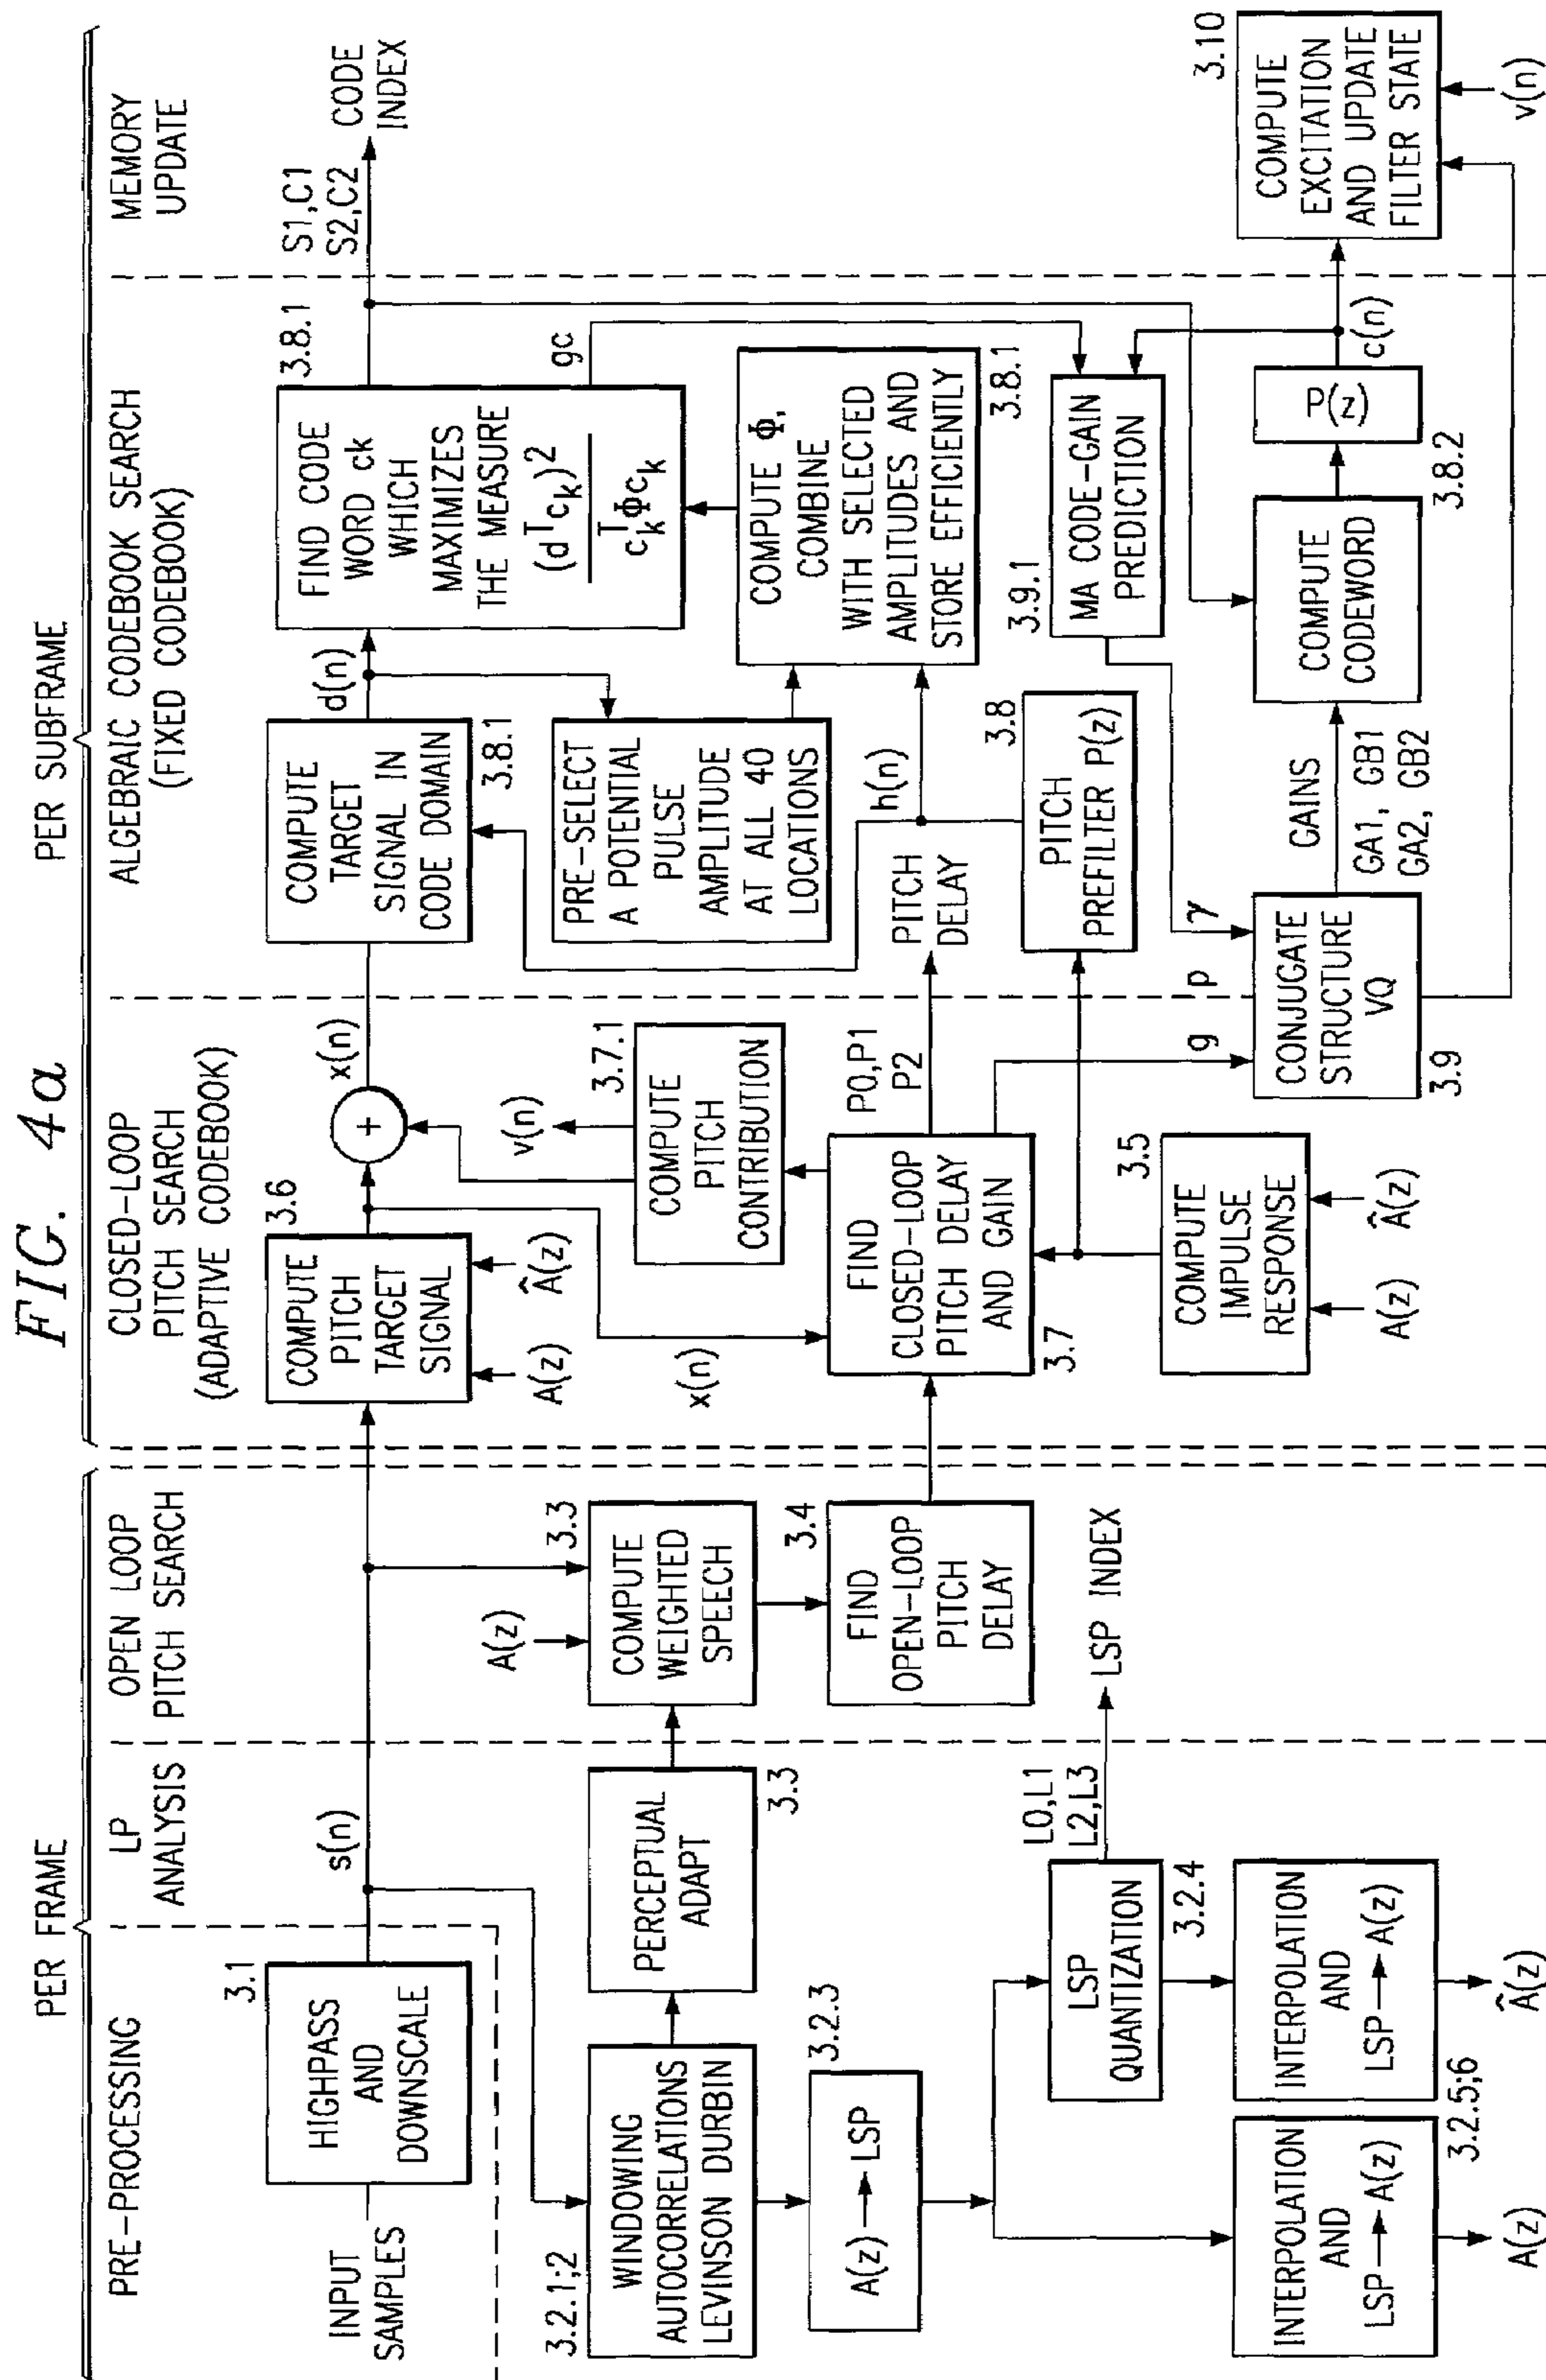 FIG. 4a
PER FRAME
PER SUBFRAME
PRE-PROCESSING
LP
ANALYSIS
OPEN LOOP
PITCH SEARCH
CLOSED-LOOP
PITCH SEARCH
(ADAPTIVE CODEBOOK)
ALGEBRAIC CODEBOOK SEARCH
(FIXED CODEBOOK)
MEMORY
UPDATE
INPUT
SAMPLES
3.1
HIGHPASS
AND
DOWNSCALE
s(n)
3.2.1;2
WINDOWING
AUTOCORRELATIONS
LEVINSON DURBIN
PERCEPTUAL
ADAPT
3.3
3.2.3
A(z) → LSP
LSP
QUANTIZATION
3.2.4
L0,L1
L2,L3
LSP INDEX
INTERPOLATION
AND
LSP → A(z)
3.2.5;6
A(z)
INTERPOLATION
AND
LSP → A(z)
Â(z)
A(z)
3.3
COMPUTE
WEIGHTED
SPEECH
3.4
FIND
OPEN-LOOP
PITCH
DELAY
3.6
COMPUTE
PITCH
TARGET
SIGNAL
A(z)
Â(z)
+
x(n)
x(n)
v(n)
3.7.1
COMPUTE
PITCH
CONTRIBUTION
FIND
CLOSED-LOOP
PITCH DELAY
AND GAIN
3.7
P0,P1
P2
PITCH
DELAY
3.5
COMPUTE
IMPULSE
RESPONSE
A(z)
Â(z)
g p γ
CONJUGATE
STRUCTURE
VQ
3.9
COMPUTE
TARGET
SIGNAL IN
CODE DOMAIN
3.8.1
d(n)
PRE-SELECT
A POTENTIAL
PULSE
AMPLITUDE
AT ALL 40
LOCATIONS
h(n)
3.8
PITCH
PREFILTER P(z)
GAINS
GA1, GB1
GA2, GB2
3.8.1
FIND CODE
WORD ck
WHICH
MAXIMIZES
THE MEASURE
(dᵀcₖ)²
cₖᵀΦcₖ
gc
COMPUTE Φ,
COMBINE
WITH SELECTED
AMPLITUDES AND
STORE EFFICIENTLY
3.8.1
3.9.1
MA CODE-GAIN
PREDICTION
COMPUTE
CODEWORD
3.8.2
P(z)
c(n)
S1,C1
S2,C2
CODE
INDEX
3.10
COMPUTE
EXCITATION
AND UPDATE
FILTER STATE
v(n)